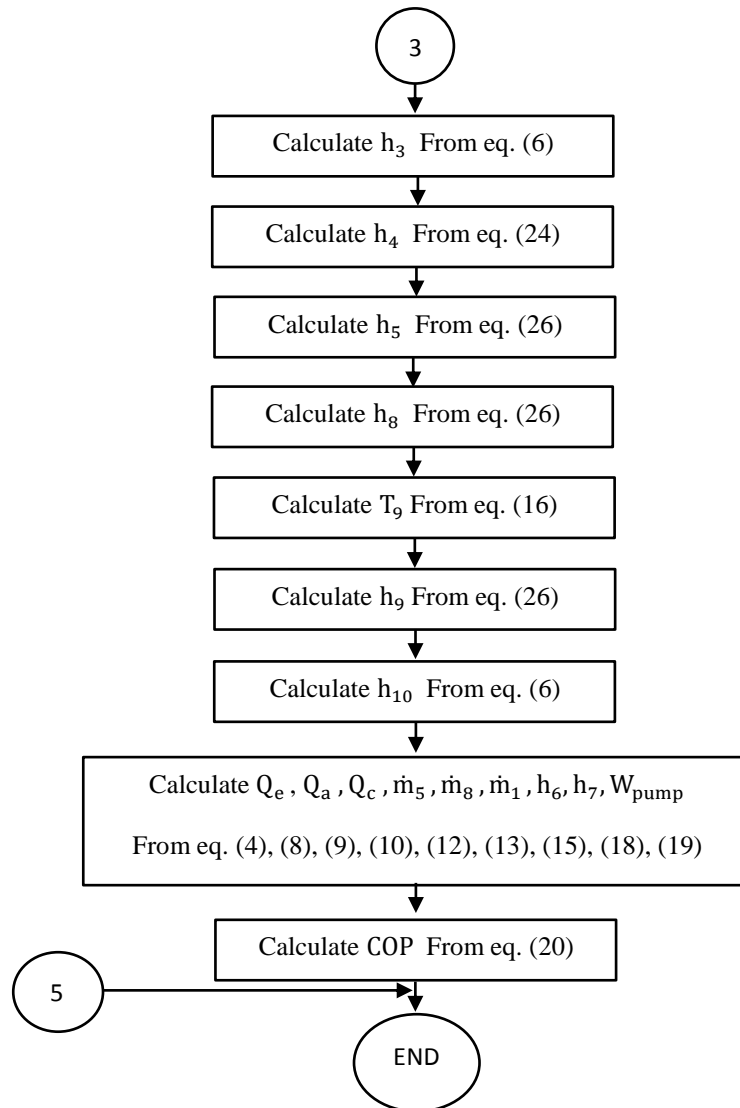 3
Calculate h₃ From eq. (6)
Calculate h₄ From eq. (24)
Calculate h₅ From eq. (26)
Calculate h₈ From eq. (26)
Calculate T₉ From eq. (16)
Calculate h₉ From eq. (26)
Calculate h₁₀ From eq. (6)
Calculate Qₑ , Qₐ , Q_c , ṁ₅ , ṁ₈ , ṁ₁ , h₆ , h₇ , W_pump
From eq. (4), (8), (9), (10), (12), (13), (15), (18), (19)
Calculate COP From eq. (20)
5
END